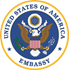 UNITED STATES OF AMERICA
EMBASSY